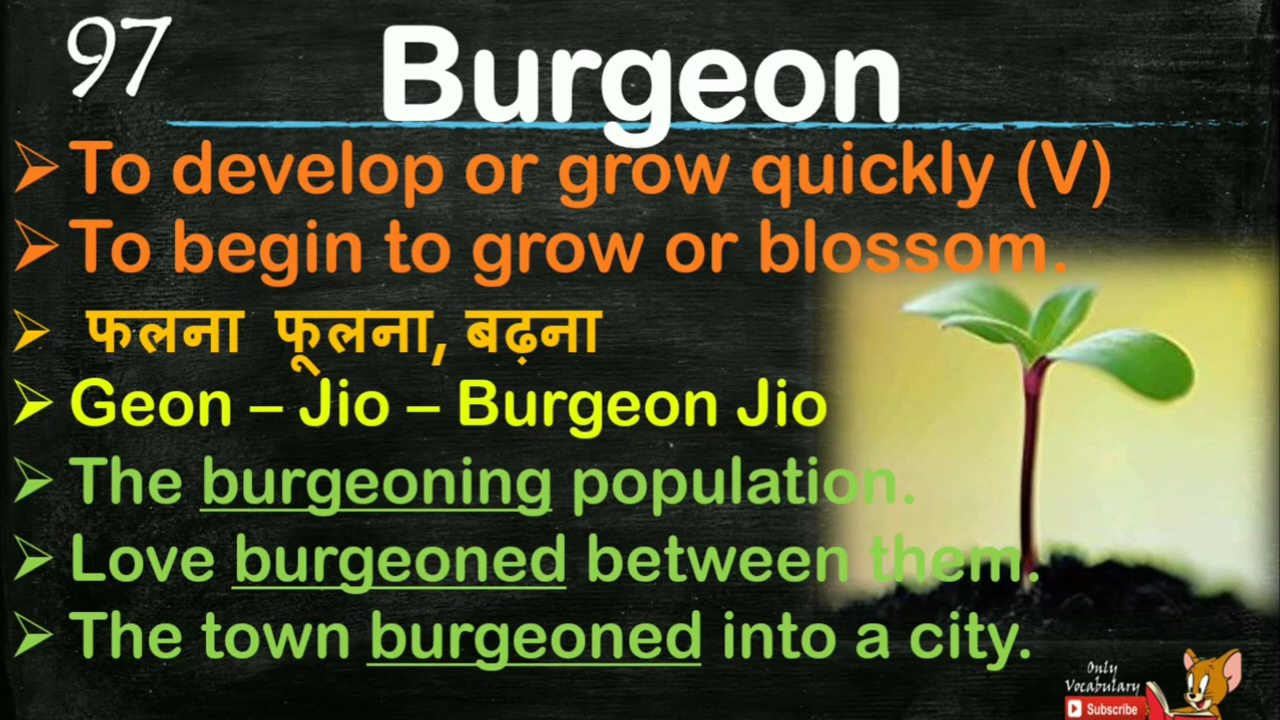 97
Burgeon
To develop or grow quickly (V)
To begin to grow or blossom.
फलना फूलना, बढ़ना
Geon – Jio – Burgeon Jio
The burgeoning population.
Love burgeoned between them.
The town burgeoned into a city.
Only
Vocabulary
Subscribe